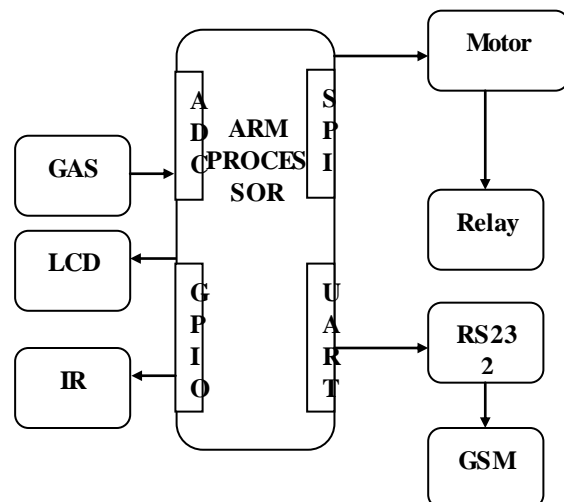 Motor
A
D
C
S
P
I
ARM
PROCES
SOR
GAS
Relay
LCD
G
P
I
O
U
A
R
T
RS23
2
IR
GSM